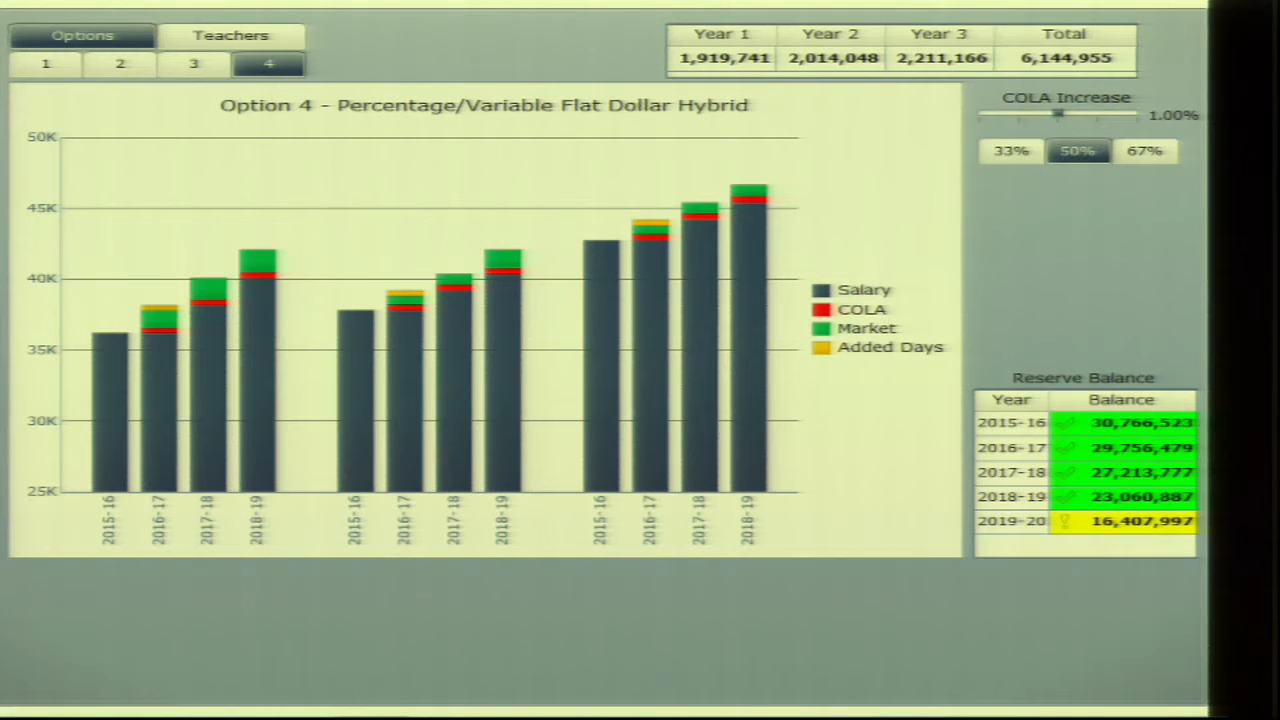 Options Teachers
1 2 3 4
Year 1 Year 2 Year 3 Total
1,919,741 2,014,048 2,211,166 6,144,955
Option 4 - Percentage/Variable Flat Dollar Hybrid
COLA Increase
1.00%
33% 50% 67%
50K
45K
40K
35K
30K
25K
2015-16 2016-17 2017-18 2018-19 2015-16 2016-17 2017-18 2018-19 2015-16 2016-17 2017-18 2018-19
Salary
COLA
Market
Added Days
Reserve Balance
Year Balance
2015-16 30,766,523
2016-17 29,756,479
2017-18 27,213,777
2018-19 23,060,887
2019-20 16,407,997